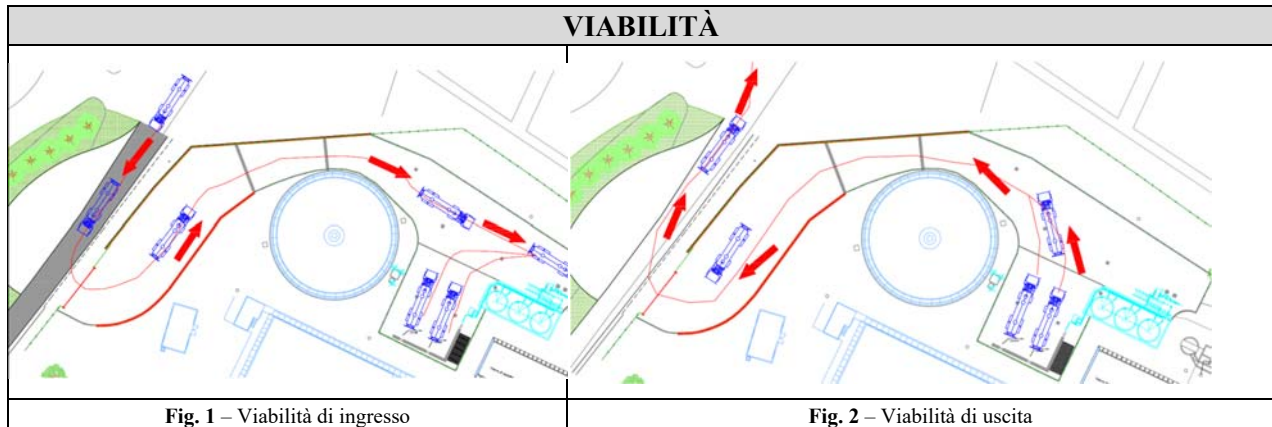 VIABILITÀ
Fig. 1 – Viabilità di ingresso
Fig. 2 – Viabilità di uscita